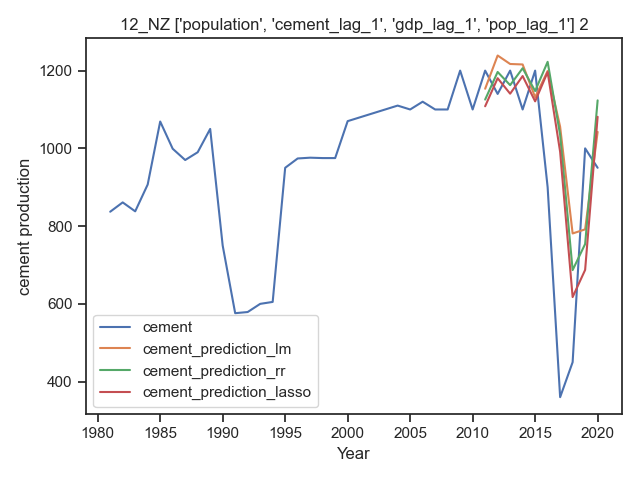 12_NZ ['population', 'cement_lag_1', 'gdp_lag_1', 'pop_lag_1'] 2
cement production
1200
1000
800
600
400
cement
cement_prediction_lm
cement_prediction_rr
cement_prediction_lasso
1980 1985 1990 1995 2000 2005 2010 2015 2020
Year